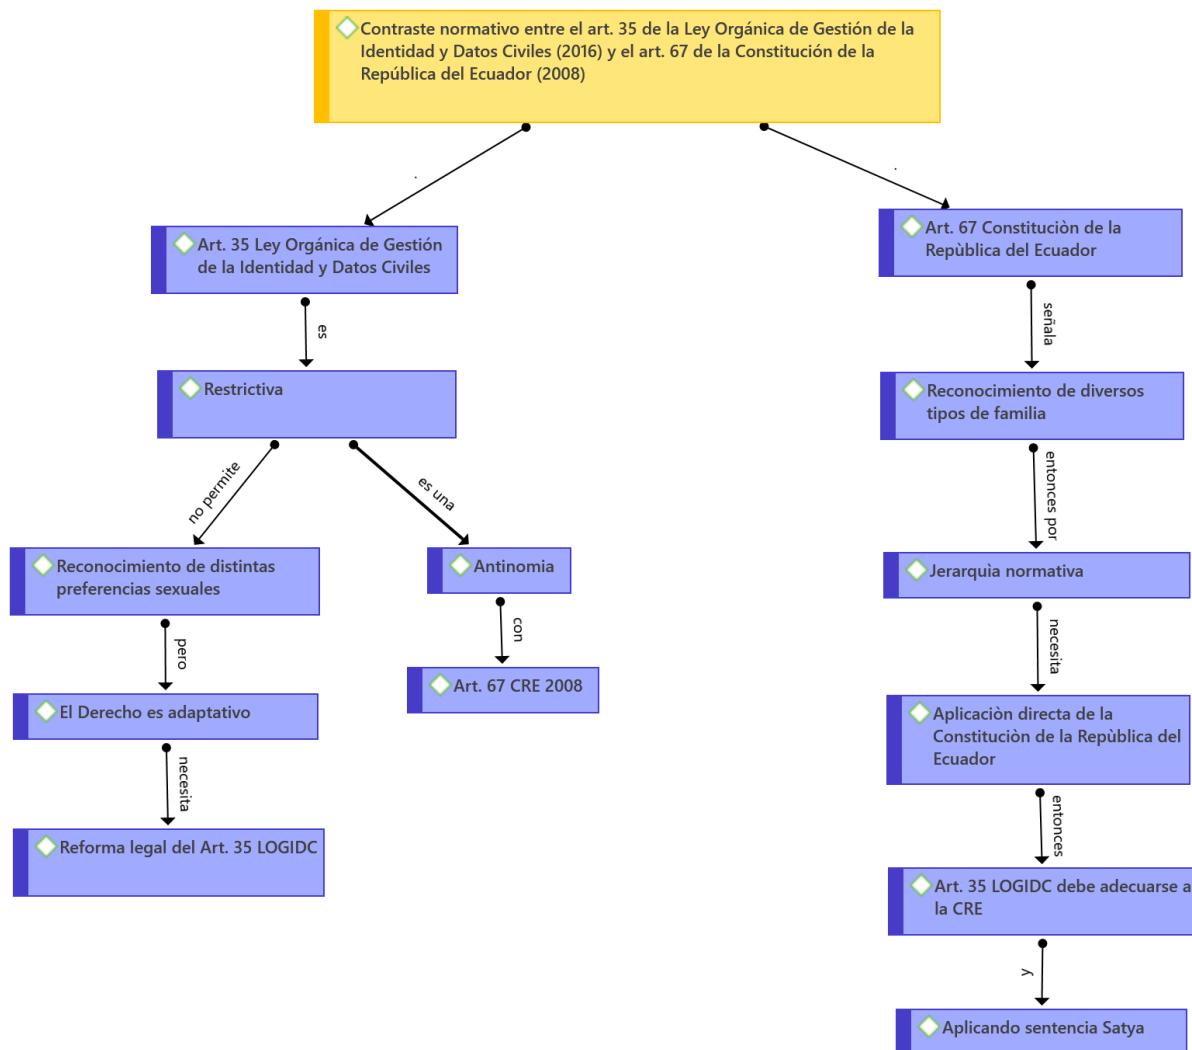 Contraste normativo entre el art. 35 de la Ley Orgánica de Gestión de la
Identidad y Datos Civiles (2016) y el art. 67 de la Constitución de la
República del Ecuador (2008)
.
.
Art. 35 Ley Orgánica de Gestión
de la Identidad y Datos Civiles
es
Restrictiva
no permite
es una
Reconocimiento de distintas
preferencias sexuales
pero
El Derecho es adaptativo
necesita
Reforma legal del Art. 35 LOGIDC
Antinomia
con
Art. 67 CRE 2008
Art. 67 Constituciòn de la
Repùblica del Ecuador
señala
Reconocimiento de diversos
tipos de familia
entonces por
Jerarquìa normativa
necesita
Aplicaciòn directa de la
Constituciòn de la Repùblica del
Ecuador
entonces
Art. 35 LOGIDC debe adecuarse a
la CRE
y
Aplicando sentencia Satya